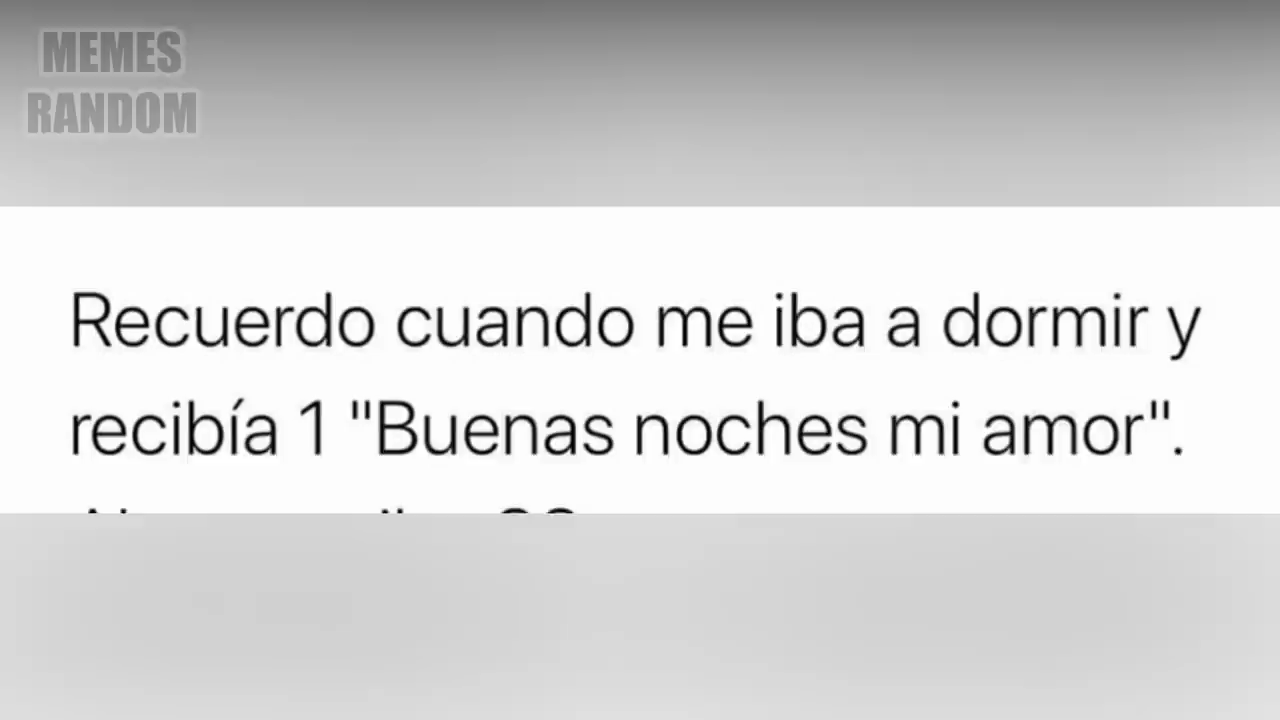 MEMES
RANDOM
Recuerdo cuando me iba a dormir y
recibía 1 "Buenas noches mi amor".